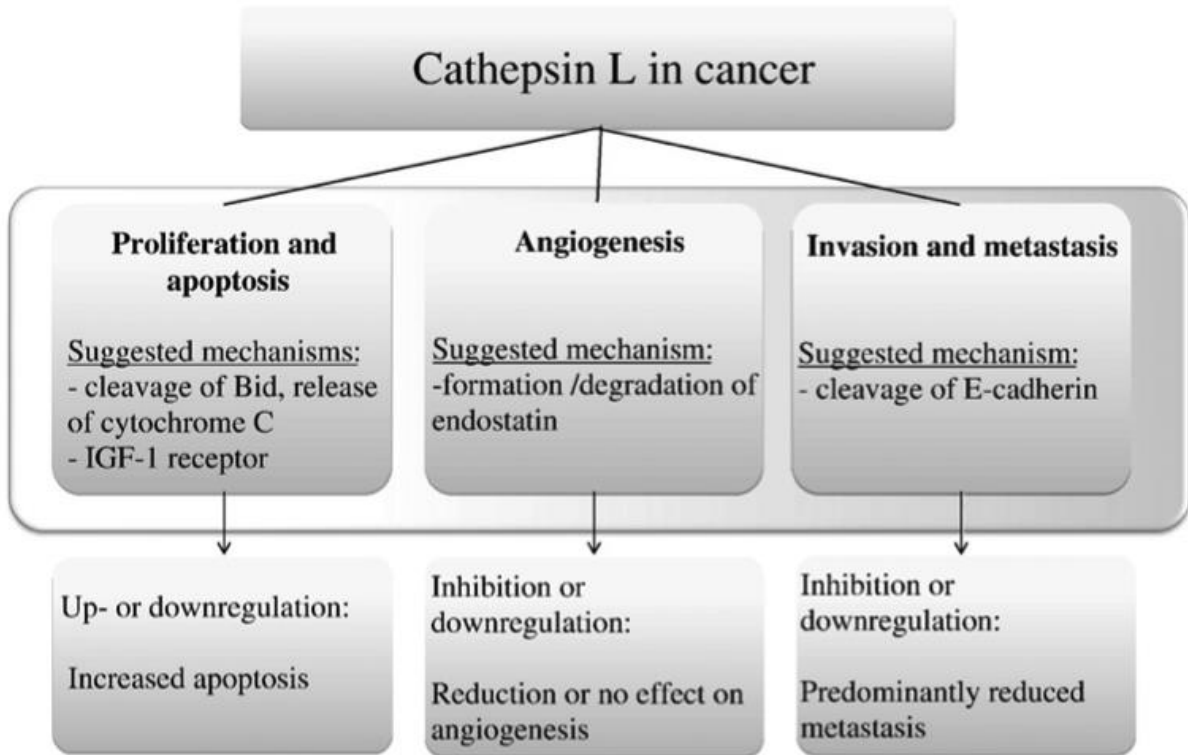 Cathepsin L in cancer
Proliferation and
apoptosis
Suggested mechanisms:
- cleavage of Bid, release
of cytochrome C
- IGF-1 receptor
Angiogenesis
Suggested mechanism:
-formation /degradation of
endostatin
Invasion and metastasis
Suggested mechanism:
- cleavage of E-cadherin
Up- or downregulation:
Increased apoptosis
Inhibition or
downregulation:
Reduction or no effect on
angiogenesis
Inhibition or
downregulation:
Predominantly reduced
metastasis